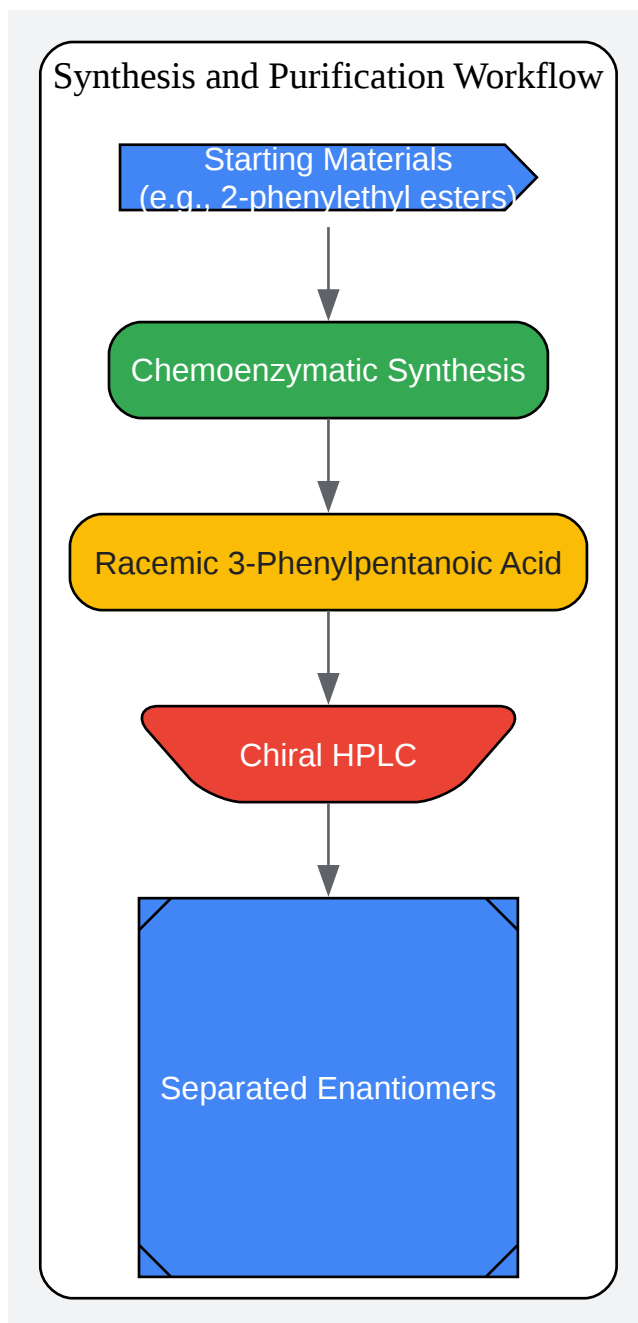 Synthesis and Purification Workflow
Starting Materials
(e.g., 2-phenylethyl esters)
Chemoenzymatic Synthesis
Racemic 3-Phenylpentanoic Acid
Chiral HPLC
Separated Enantiomers